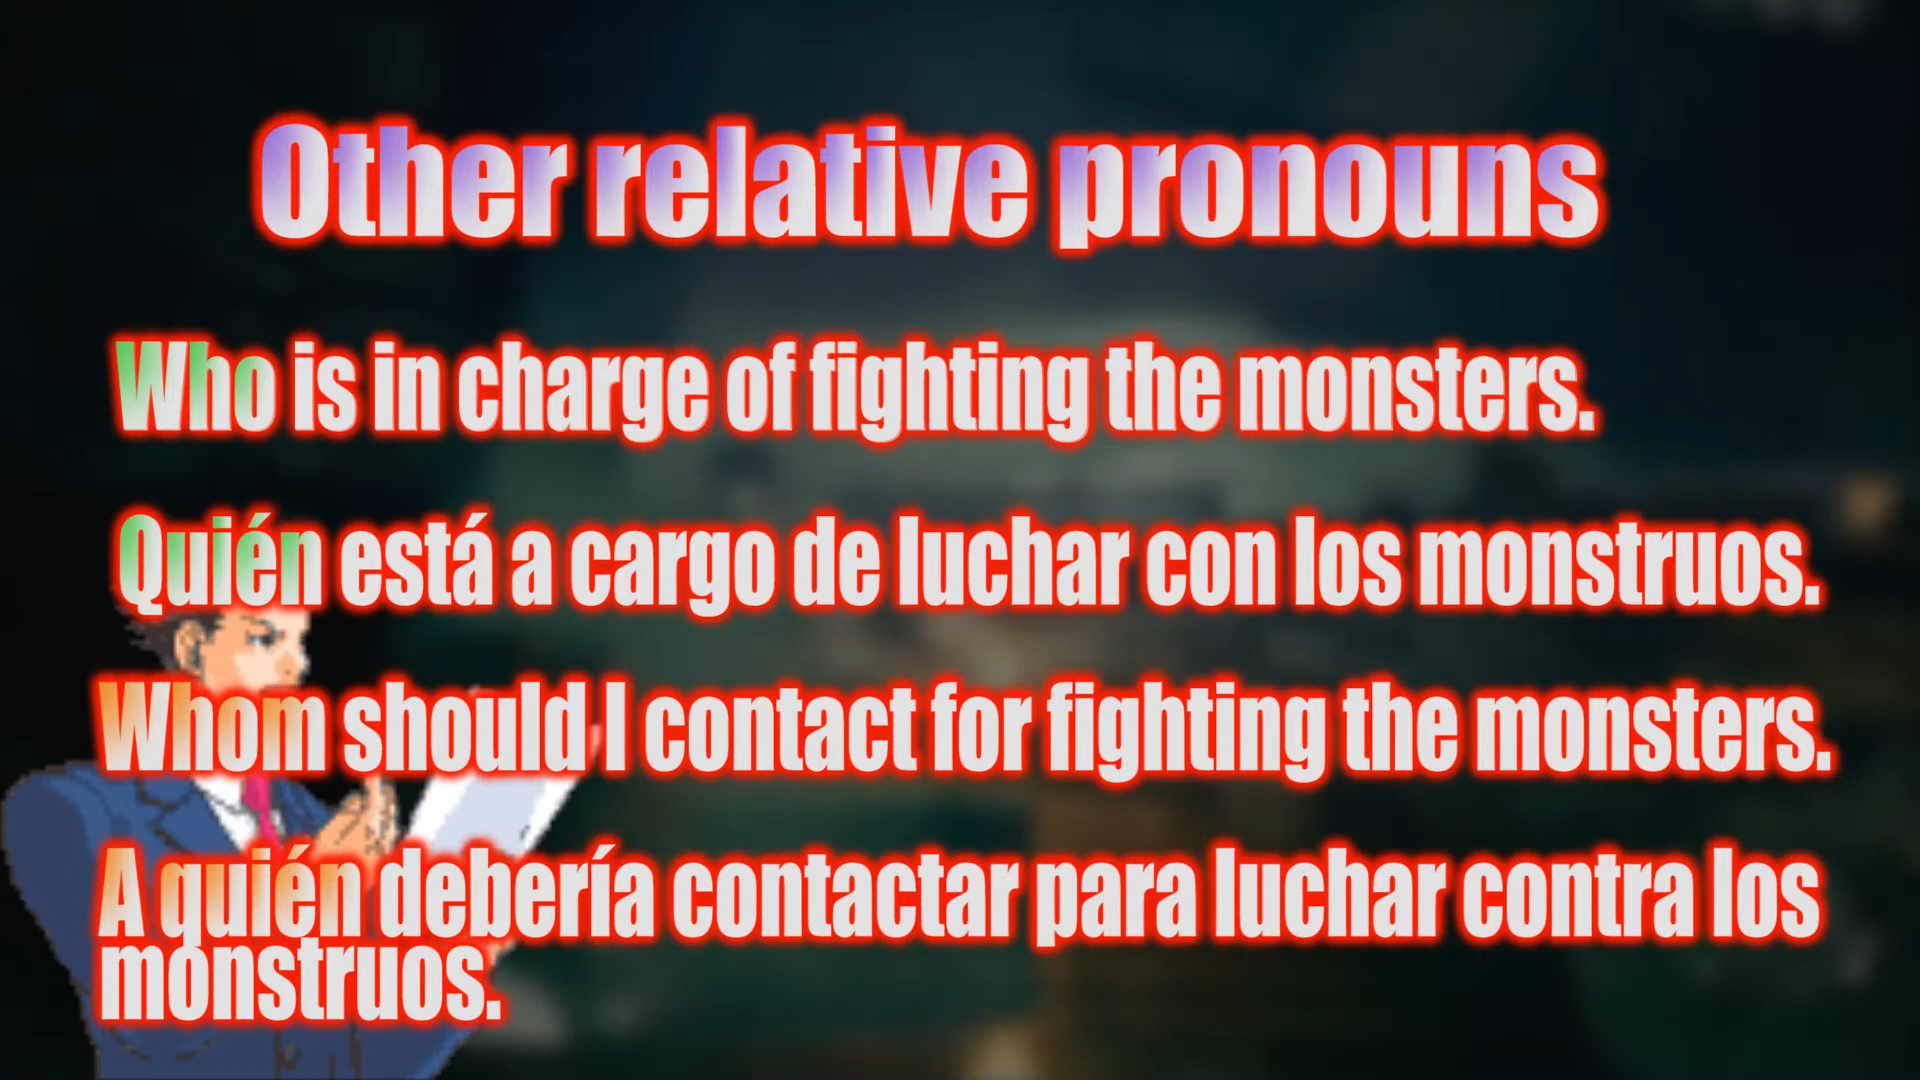 Other relative pronouns
Who is in charge of fighting the monsters.
Quién está a cargo de luchar con los monstruos.
Whom should I contact for fighting the monsters.
A quién debería contactar para luchar contra los
monstruos.